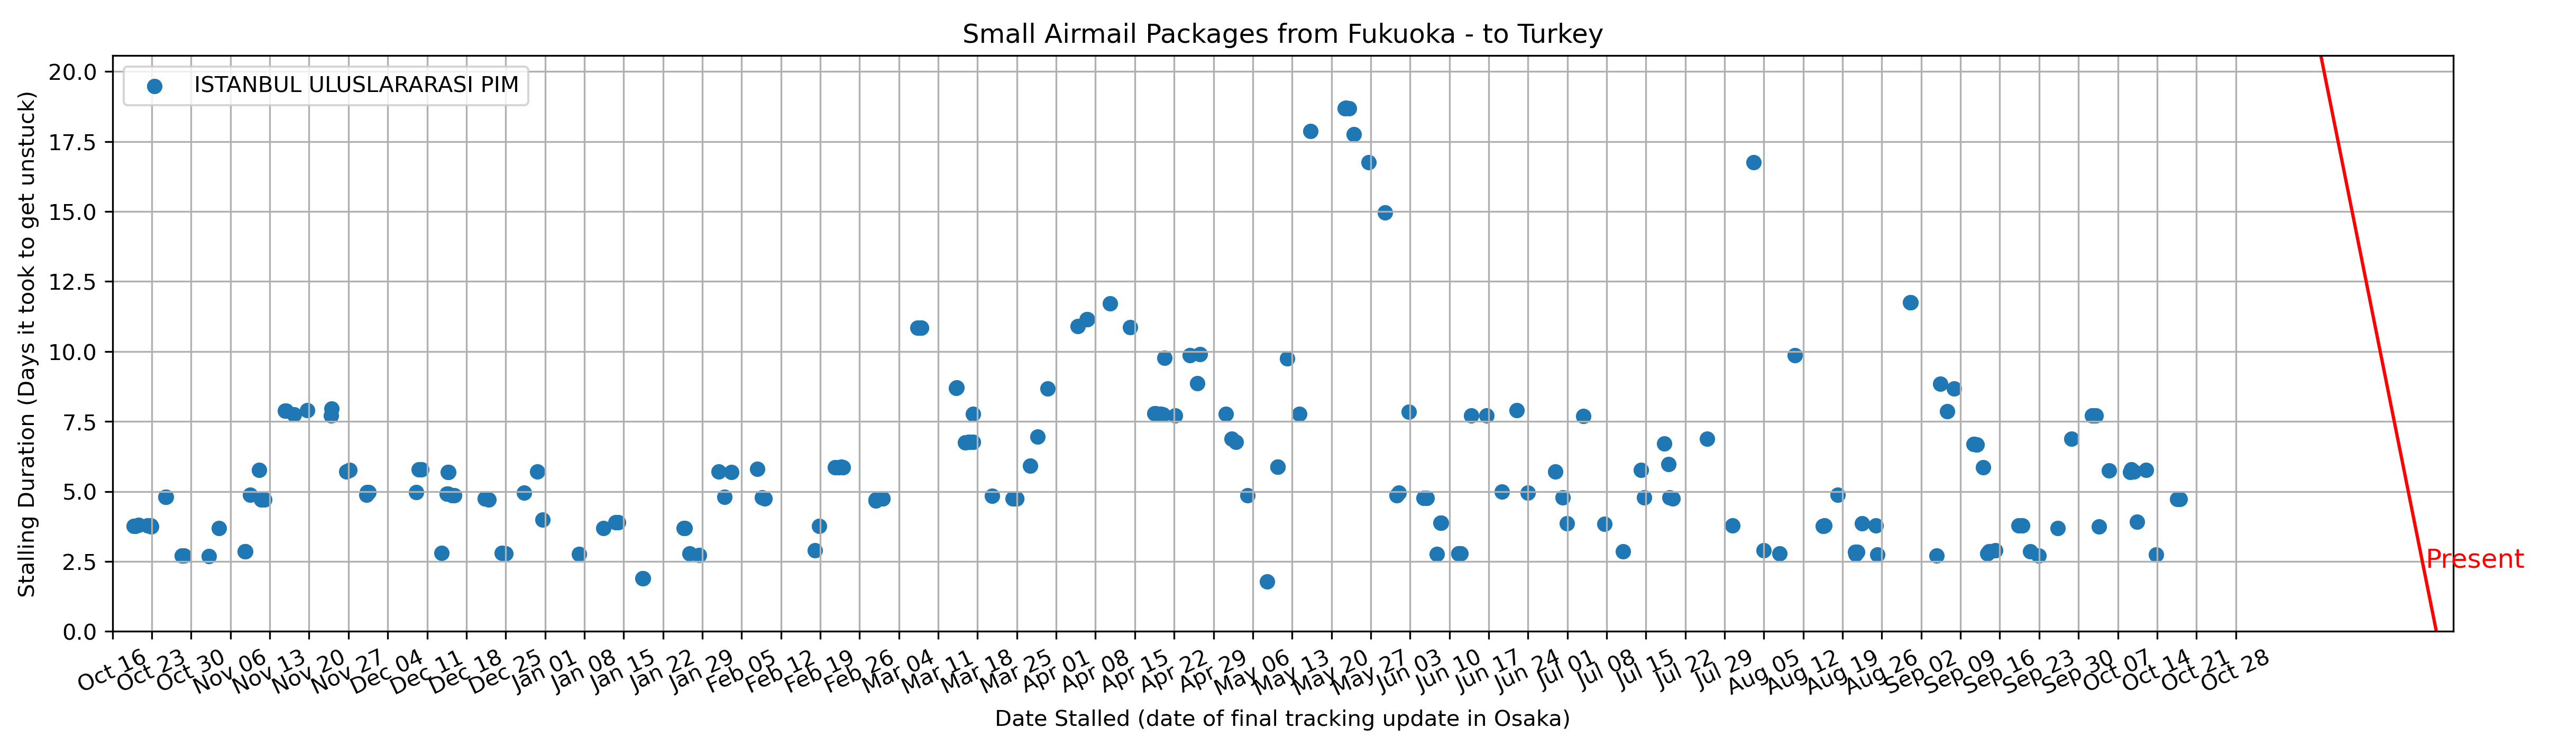 Small Airmail Packages from Fukuoka - to Turkey
ISTANBUL ULUSLARARASI PIM
Stalling Duration (Days it took to get unstuck)
20.0
17.5
15.0
12.5
10.0
7.5
5.0
2.5
0.0
Present
Oct 16
Oct 23
Oct 30
Nov 06
Nov 13
Nov 20
Nov 27
Dec 04
Dec 11
Dec 18
Dec 25
Jan 01
Jan 08
Jan 15
Jan 22
Jan 29
Feb 05
Feb 12
Feb 19
Feb 26
Mar 04
Mar 11
Mar 18
Mar 25
Apr 01
Apr 08
Apr 15
Apr 22
Apr 29
May 06
May 13
May 20
May 27
Jun 03
Jun 10
Jun 17
Jun 24
Jul 01
Jul 08
Jul 15
Jul 22
Jul 29
Aug 05
Aug 12
Aug 19
Aug 26
Sep 02
Sep 09
Sep 16
Sep 23
Sep 30
Oct 07
Oct 14
Oct 21
Oct 28
Date Stalled (date of final tracking update in Osaka)